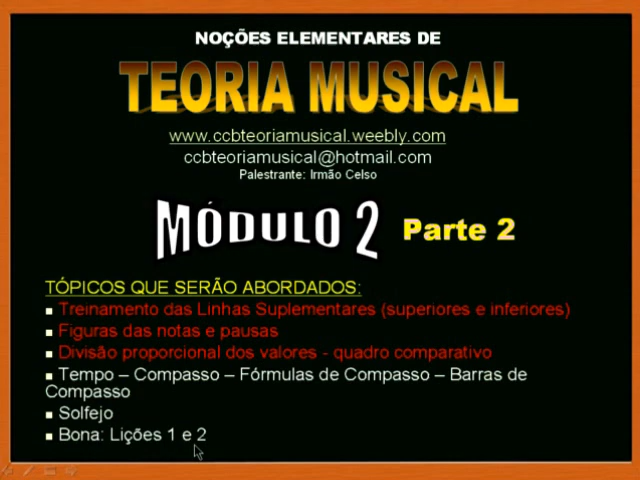 NOÇÕES ELEMENTARES DE
TEORIA MUSICAL
www.ccbteoriamusical.weebly.com
ccbteoriamusical@hotmail.com
Palestrante: Irmão Celso
MÓDULO 2 Parte 2
TÓPICOS QUE SERÃO ABORDADOS:
▪ Treinamento das Linhas Suplementares (superiores e inferiores)
▪ Figuras das notas e pausas
▪ Divisão proporcional dos valores - quadro comparativo
▪ Tempo – Compasso – Fórmulas de Compasso – Barras de
Compasso
▪ Solfejo
▪ Bona: Lições 1 e 2